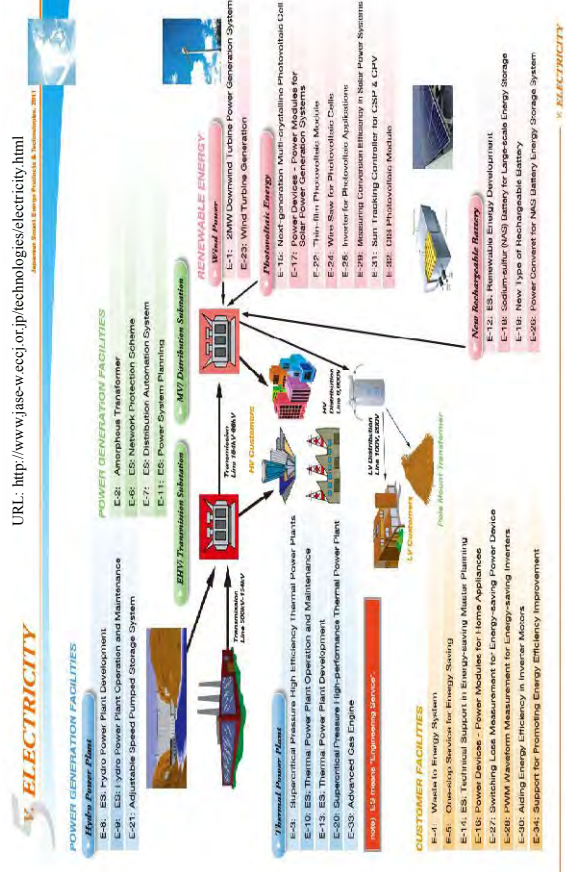 URL: http://www.jase-w.eccj.or.jp/technologies/electricity.html
Japanese Smart Energy Products & Technologies, 2011
ELECTRICITY
POWER GENERATION FACILITIES
Hydro Power Plant
E-8: ES: Hydro Power Plant Development
E-9: ES: Hydro Power Plant Operation and Maintenance
E-21: Adjustable Speed Pumped Storage System
POWER GENERATION FACILITIES
E-2: Amorphous Transformer
E-6: ES: Network Protection Scheme
E-7: ES: Distribution Automation System
E-11: ES: Power System Planning
EHV/Transmission Substation
MV/Distribution Substation
RENEWABLE ENERGY
Wind Power
E-1: 2MW Downwind Turbine Power Generation System
E-23: Wind Turbine Generation
Photovoltaic Energy
E-15: Next-generation Multi-crystalline Photovoltaic Cell
E-17: Power Devices - Power Modules for
Solar Power Generation Systems
E-22: Thin-film Photovoltaic Module
E-24: Wire Saw for Photovoltaic Cells
E-25: Inverter for Photovoltaic Applications
E-29: Measuring Conversion Efficiency in Solar Power Systems
E-31: Sun Tracking Controller for CSP & CPV
E-32: Photovoltaic Module
Transmission
Line 500kV-154kV
Transmission
Line 154kV-66kV
HV Customers
HV
Distribution
Line 6,600V
LV Distribution
Line 100V, 200V
LV Customers
Pole Mount Transformer
Thermal Power Plant
E-3: Supercritical Pressure High Efficiency Thermal Power Plants
E-10: ES: Thermal Power Plant Operation and Maintenance
E-13: ES: Thermal Power Plant Development
E-20: Supercritical Pressure High-performance Thermal Power Plant
E-33: Advanced Gas Engine
note) ES means "Engineering Service".
New Rechargeable Battery
E-12: ES. Renewable Energy Development
E-18: Sodium-sulfur (NAS) Battery for Large-scale Energy Storage
E-19: New Type of Rechargeable Battery
Power for NAS Battery Energy Storage System
CUSTOMER FACILITIES
E-4: Waste to Energy System
E-5: One-stop Service for Energy Saving
E-14: ES: Technical Support in Energy-saving Master Planning
E-16: Power Devices - Power Modules for Home Appliances
E-27: Switching Loss Measurement for Energy-saving Power Device
E-28: PWM Waveform Measurement for Energy-saving Inverters
E-30: Aiding Energy Efficiency in Inverter Motors
E-34: Support for Promoting Energy Efficiency Improvement
V. ELECTRICITY